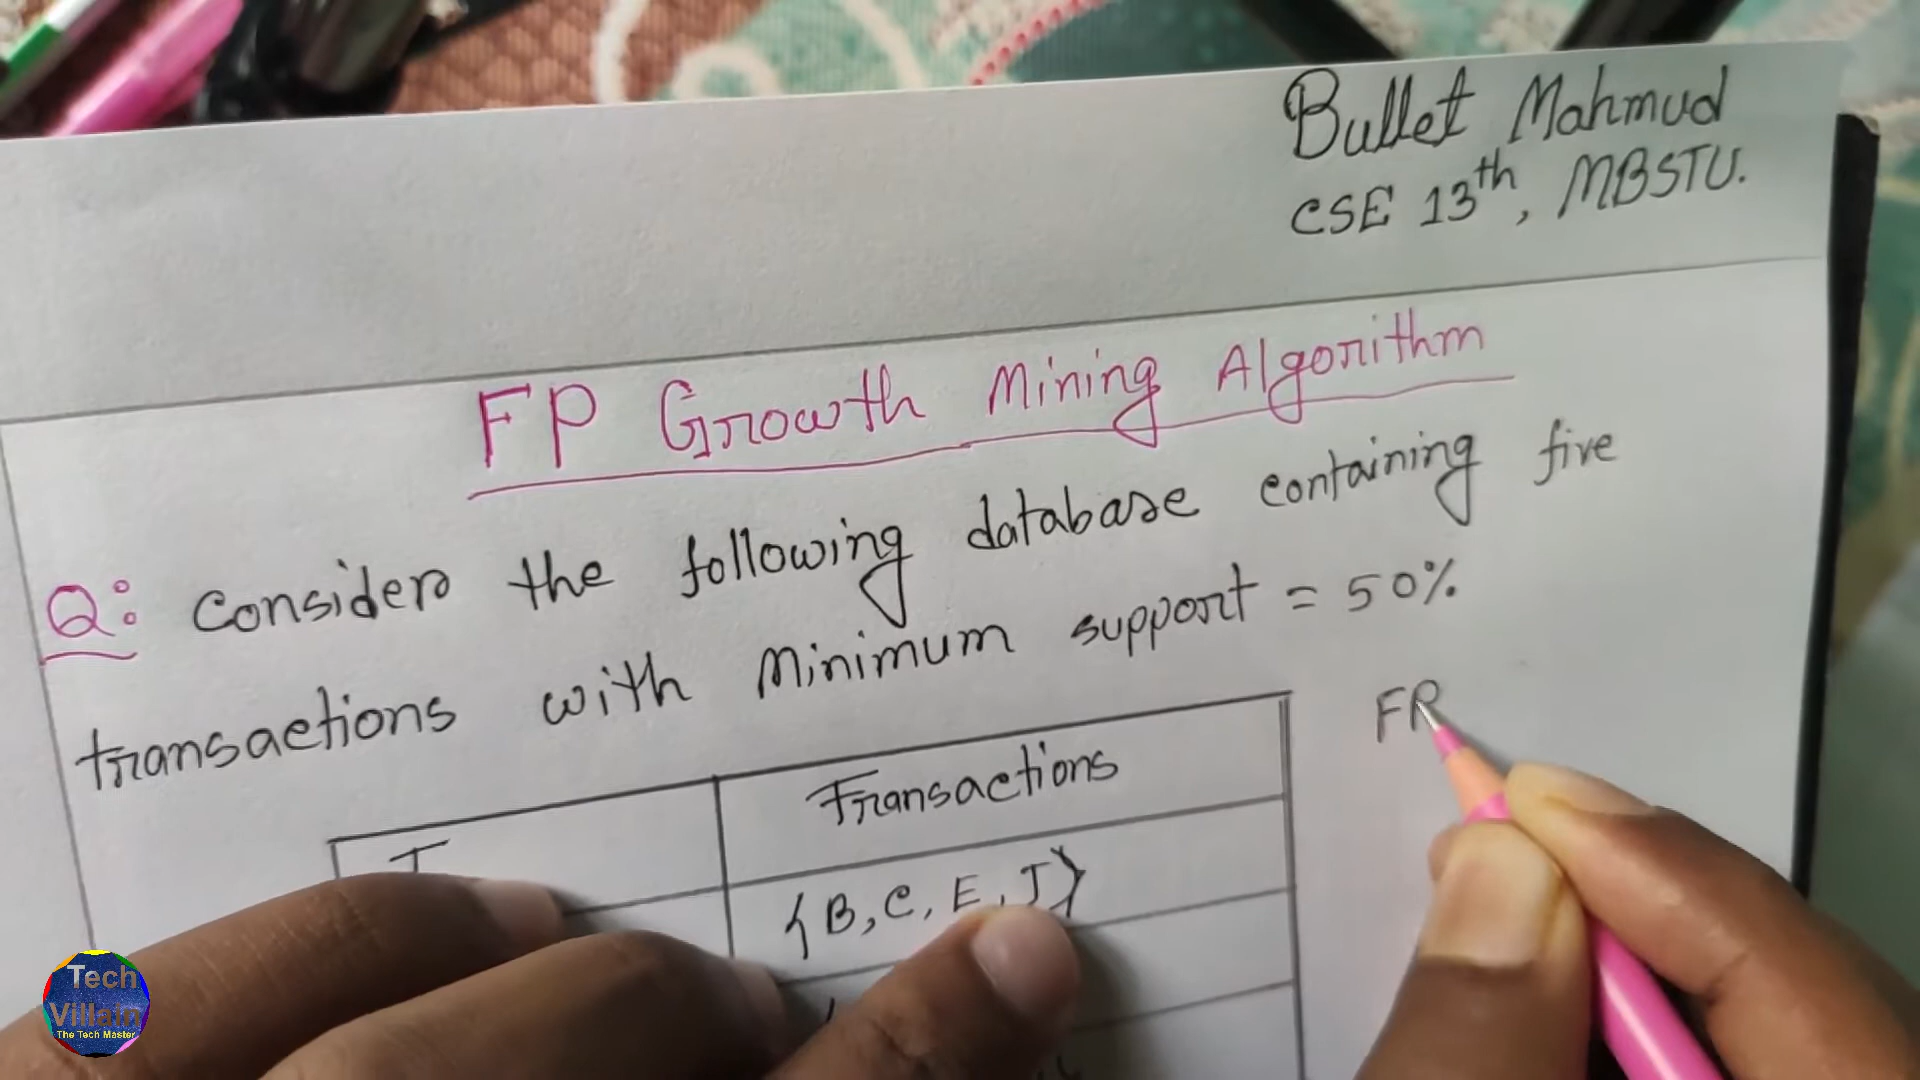 Bullet Mahmud
CSE 13th, MBSTU.
FP Growth Mining Algorithm
Q: Consider the following database containing five
transactions with Minimum support = 50%
FP
T Transactions
{B, C, E, J}
Tech
Villain
The Tech Master